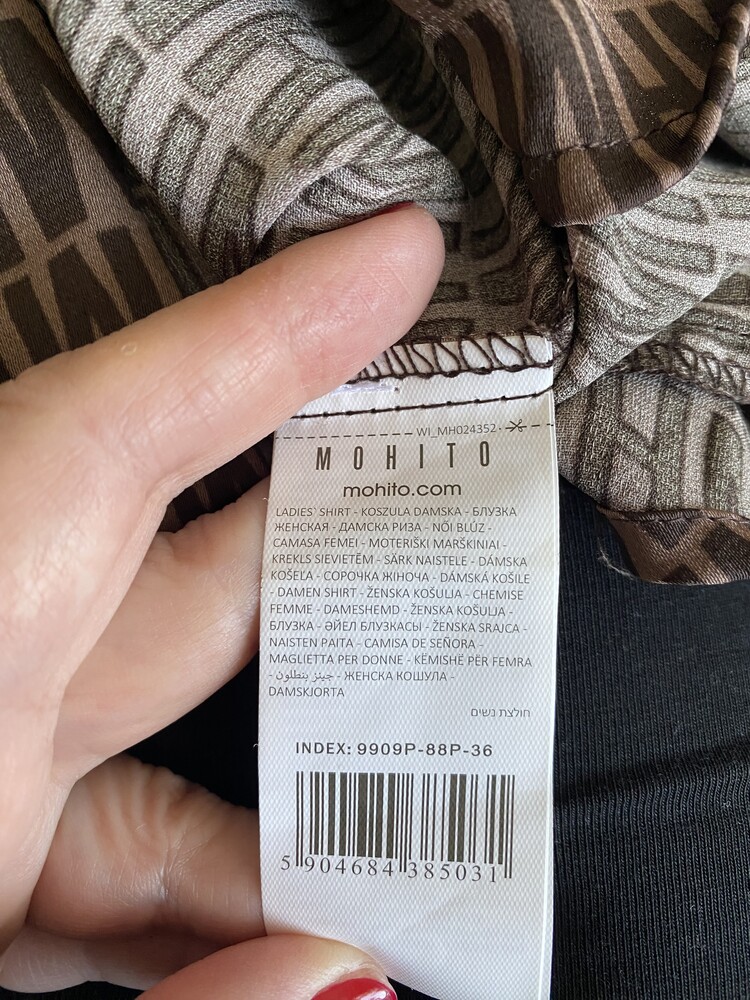 WI_MH024352
MOHITO
mohito.com
LADIES' SHIRT - KOSZULA DAMSKA - БЛУЗКА
ЖЕНСКАЯ - ДАМСКА РИЗА - NŐI BLÚZ -
CAMASA FEMEI - MOTERIŠKI MARŠKINIAI -
KREKLS SIEVIETĒM - SÄRK NAISTELE - DÁMSKA
KOŠEĽA - СОРОЧКА ЖІНОЧА - DÁMSKÁ KOŠILE
- DAMEN SHIRT - ŽENSKA KOŠULJA - CHEMISE
FEMME - DAMESHEMD - ŽENSKA KOŠULJA -
БЛУЗКА - ӘЙЕЛ БЛУЗКАСЫ - ŽENSKA SRAJCA -
NAISTEN PAITA - CAMISA DE SEÑORA -
MAGLIETTA PER DONNE - KËMISHË PËR FEMRA
- جينز بنطلون - ЖЕНСКА КОШУЛА -
DAMSKJORTA
חולצת נשים
INDEX: 9909P-88P-36
5 904684 385031